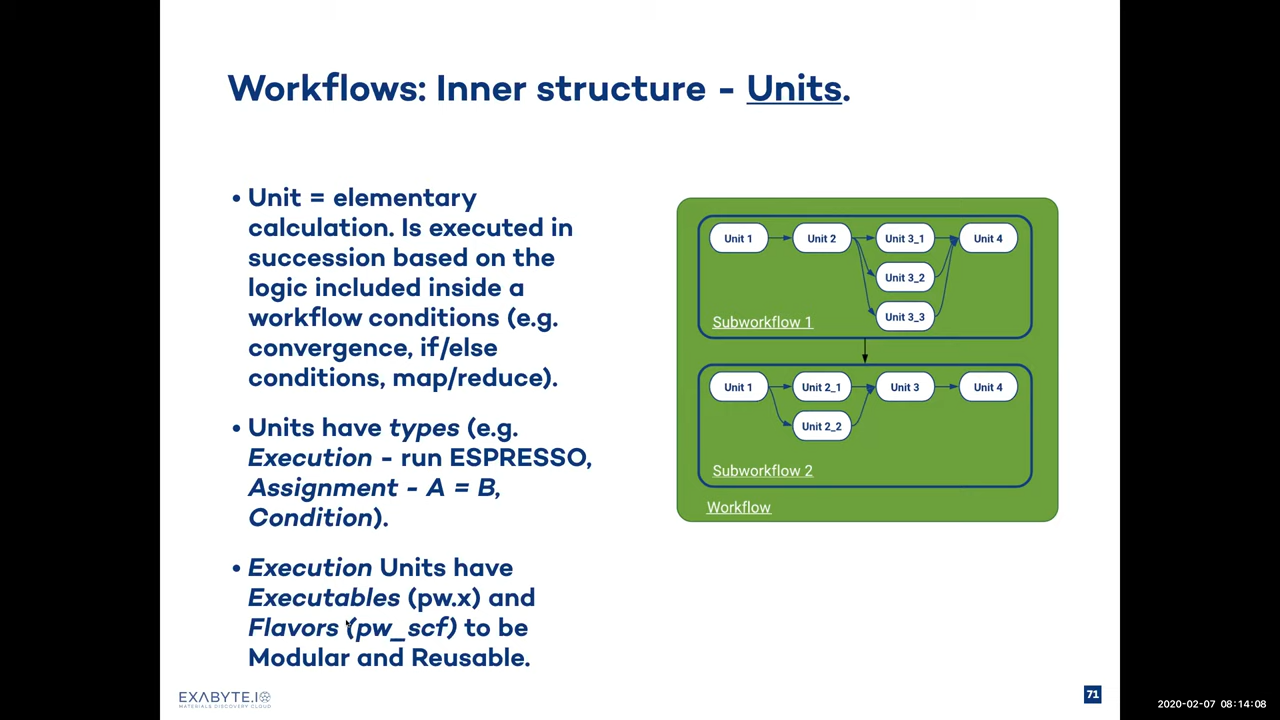 Workflows: Inner structure - Units.
• Unit = elementary
calculation. Is executed in
succession based on the
logic included inside a
workflow conditions (e.g.
convergence, if/else
conditions, map/reduce).
• Units have types (e.g.
Execution - run ESPRESSO,
Assignment - A = B,
Condition).
• Execution Units have
Executables (pw.x) and
Flavors (pw_scf) to be
Modular and Reusable.
Unit 1
Unit 2
Unit 3_1
Unit 4
Unit 3_2
Unit 3_3
Subworkflow 1
Unit 1
Unit 2_1
Unit 3
Unit 4
Unit 2_2
Subworkflow 2
Workflow
EXABYTE.IO
MATERIALS DISCOVERY CLOUD
71
2020-02-07 08:14:08